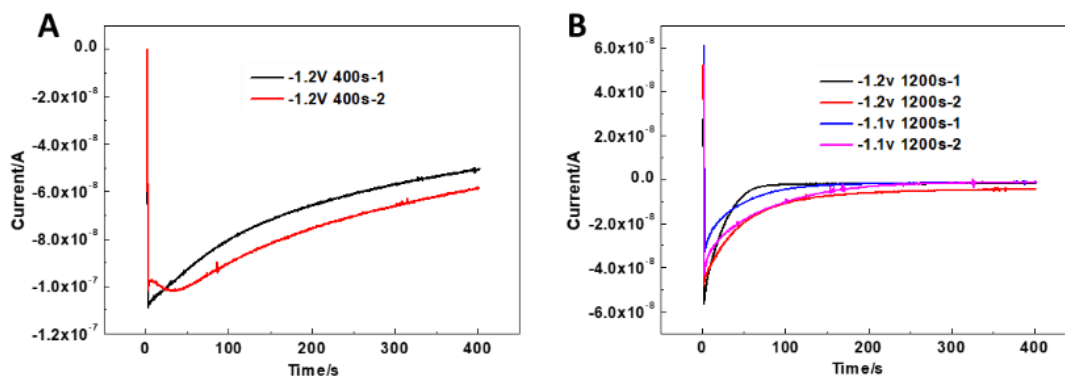 A
0.0
-2.0x10⁻⁸
-4.0x10⁻⁸
-6.0x10⁻⁸
-8.0x10⁻⁸
-1.0x10⁻⁷
-1.2x10⁻⁷
Current/A
-1.2V 400s-1
-1.2V 400s-2
0 100 200 300 400
Time/s
B
6.0x10⁻⁸
4.0x10⁻⁸
2.0x10⁻⁸
0.0
-2.0x10⁻⁸
-4.0x10⁻⁸
-6.0x10⁻⁸
Current/A
-1.2v 1200s-1
-1.2v 1200s-2
-1.1v 1200s-1
-1.1v 1200s-2
0 100 200 300 400
Time/s